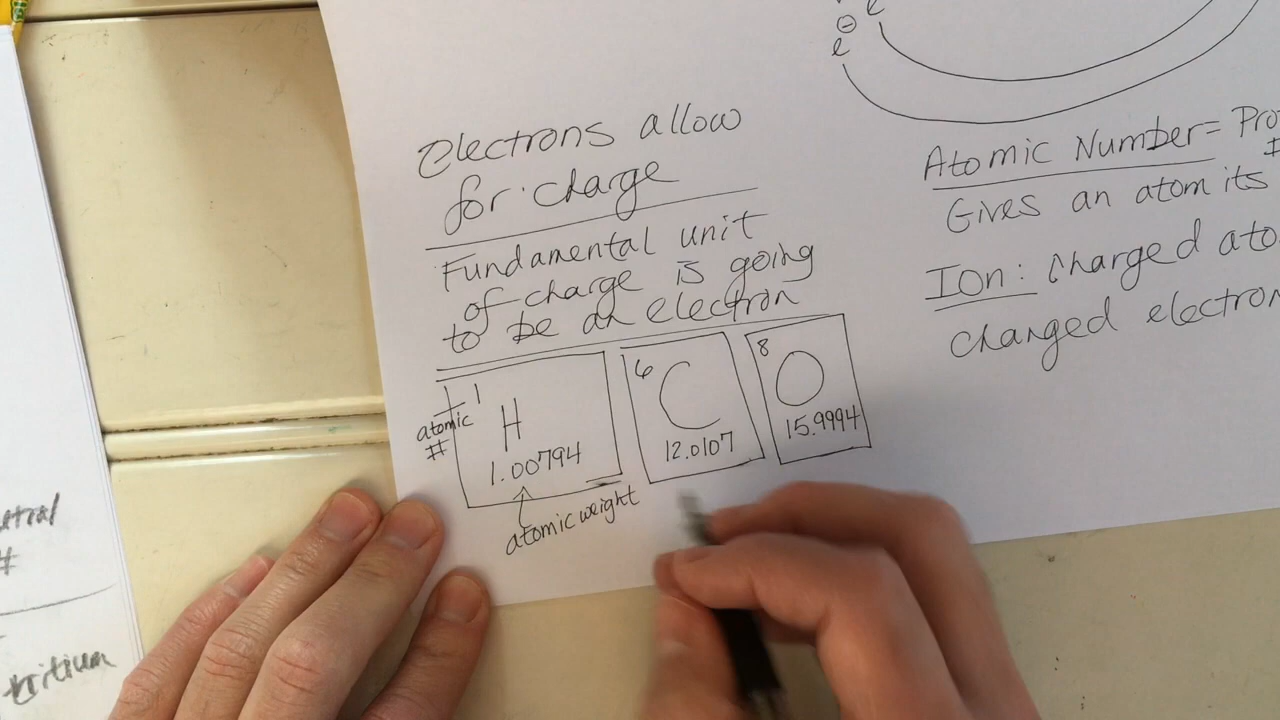 e
⊖
e
Electrons allow
for charge
Fundamental unit
of charge is going
to be an electron
1
H
1.00794
atomic
#
atomic weight
6
C
12.0107
8
O
15.9994
Atomic Number = Pro
#
Gives an atom its
Ion: Charged ato
changed electron
#
tritium